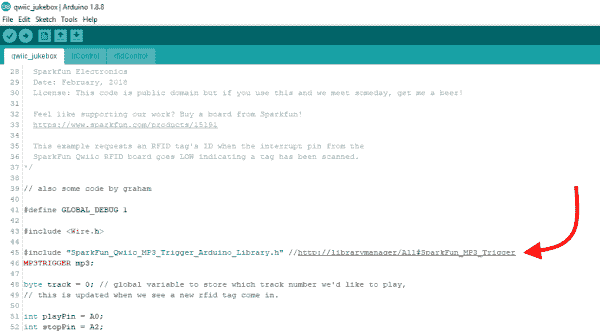 qwiic_jukebox | Arduino 1.8.8
File Edit Sketch Tools Help
qwiic_jukebox irControl rfidControl
28 Sparkfun Electronics
29 Date: February, 2018
30 License: This code is public domain but if you use this and we meet someday, get me a beer!
31
32 Feel like supporting our work? Buy a board from Sparkfun!
33 https://www.sparkfun.com/products/15191
34
35 This example requests an RFID tag's ID when the interrupt pin from the
36 SparkFun Qwiic RFID board goes LOW indicating a tag has been scanned.
37 */
38
39 // also some code by graham
40
41 #define GLOBAL_DEBUG 1
42
43 #include <Wire.h>
44
45 #include "SparkFun_Qwiic_MP3_Trigger_Arduino_Library.h" //http://librarymanager/All#SparkFun_MP3_Trigger
46 MP3TRIGGER mp3;
47
48 byte track = 0; // global variable to store which track number we'd like to play,
49 // this is updated when we see a new rfid tag come in.
50
51 int playPin = A0;
52 int stopPin = A2;